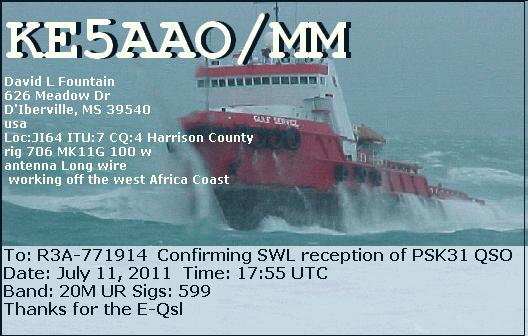 KE5AAO/MM
David L Fountain
626 Meadow Dr
D'Iberville, MS 39540
usa
Loc:JI64 ITU:7 CQ:4 Harrison County
rig 706 MK11G 100 w
antenna Long wire
working off the west Africa Coast
GULF SERVICE
To: R3A-771914 Confirming SWL reception of PSK31 QSO
Date: July 11, 2011 Time: 17:55 UTC
Band: 20M UR Sigs: 599
Thanks for the E-Qsl